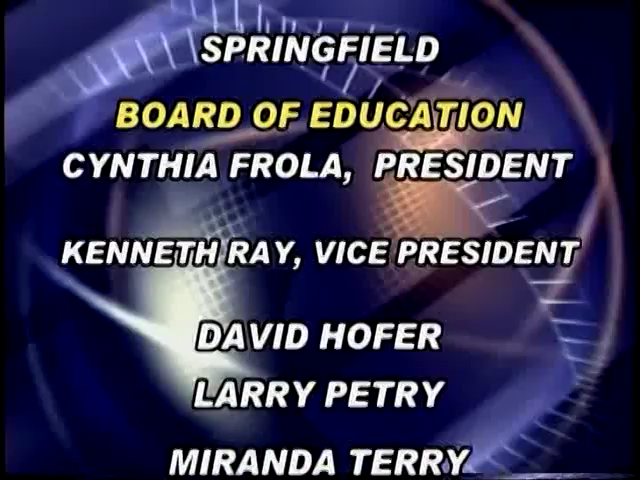 SPRINGFIELD
BOARD OF EDUCATION
CYNTHIA FROLA, PRESIDENT
KENNETH RAY, VICE PRESIDENT
DAVID HOFER
LARRY PETRY
MIRANDA TERRY